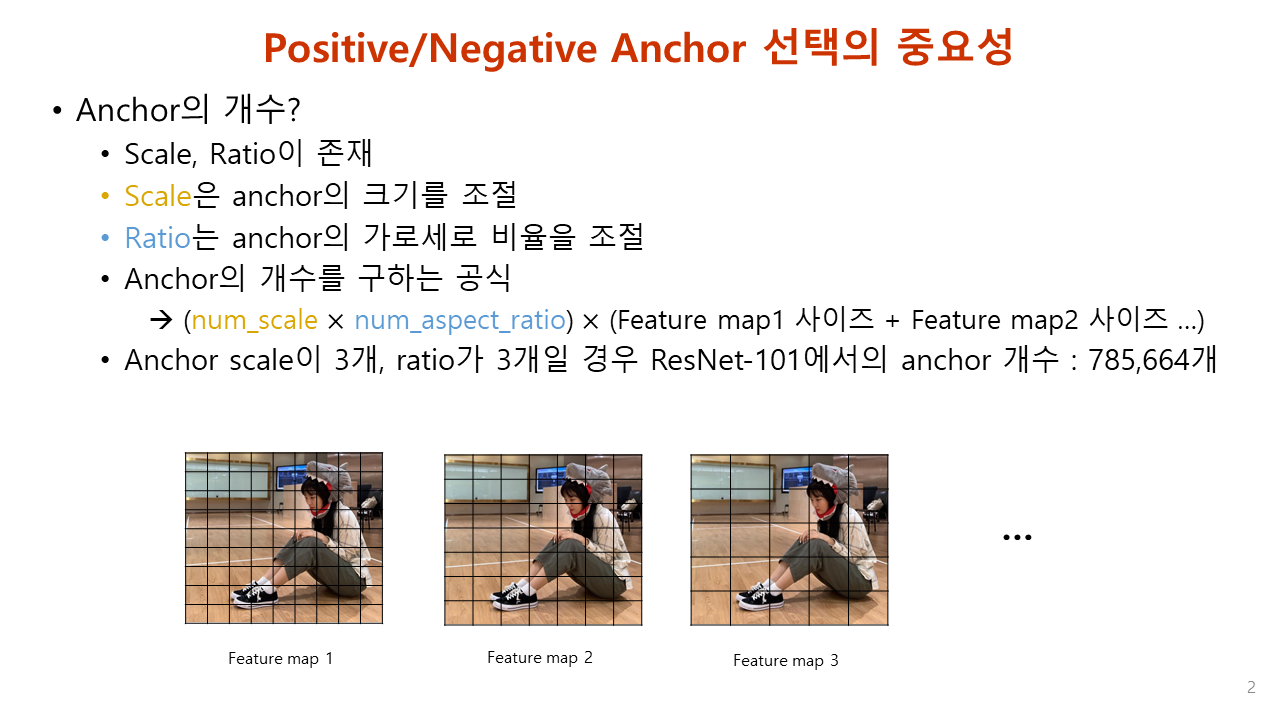 Positive/Negative Anchor 선택의 중요성
• Anchor의 개수?
• Scale, Ratio이 존재
• Scale은 anchor의 크기를 조절
• Ratio는 anchor의 가로세로 비율을 조절
• Anchor의 개수를 구하는 공식
→ (num_scale × num_aspect_ratio) × (Feature map1 사이즈 + Feature map2 사이즈 …)
• Anchor scale이 3개, ratio가 3개일 경우 ResNet-101에서의 anchor 개수 : 785,664개
…
Feature map 1
Feature map 2
Feature map 3
2